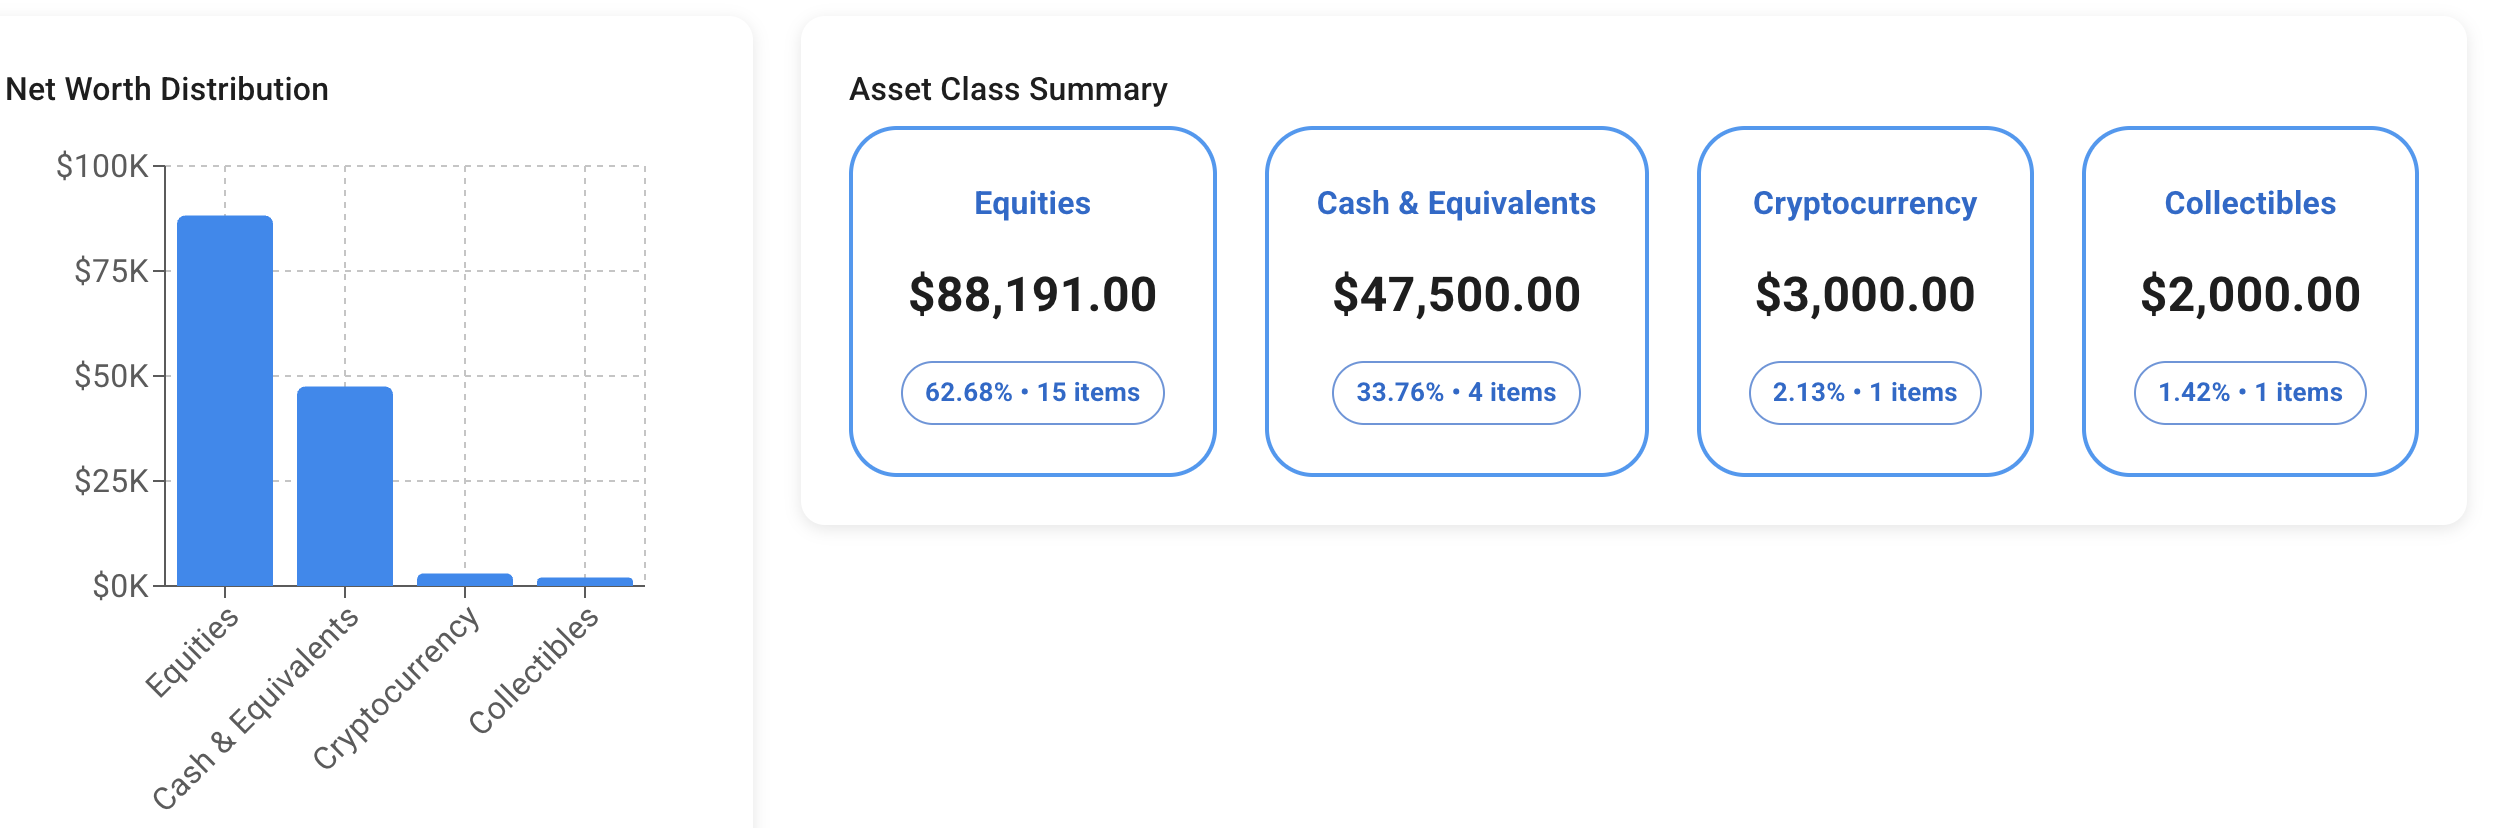 Net Worth Distribution
$100K
$75K
$50K
$25K
$0K
Equities
Cash & Equivalents
Cryptocurrency
Collectibles
Asset Class Summary
Equities
$88,191.00
62.68% • 15 items
Cash & Equivalents
$47,500.00
33.76% • 4 items
Cryptocurrency
$3,000.00
2.13% • 1 items
Collectibles
$2,000.00
1.42% • 1 items